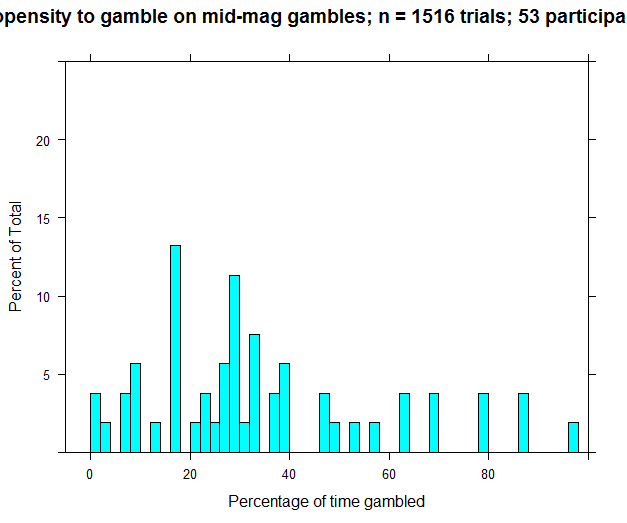 opensity to gamble on mid-mag gambles; n = 1516 trials; 53 participa
20
15
10
5
Percent of Total
0 20 40 60 80
Percentage of time gambled